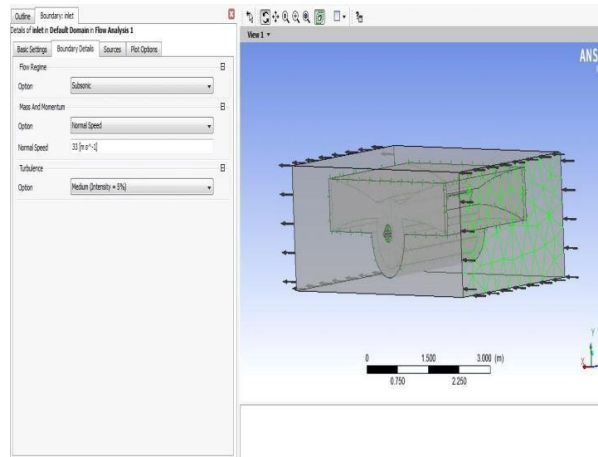 Outline Boundary: inlet
Details of inlet in Default Domain in Flow Analysis 1
Basic Settings Boundary Details Sources Plot Options
Flow Regime
Option Subsonic
Mass And Momentum
Option Normal Speed
Normal Speed 33 [m s^-1]
Turbulence
Option Medium (Intensity = 5%)
View 1
ANS
0 1.500 3.000 (m)
0.750 2.250
Y
X